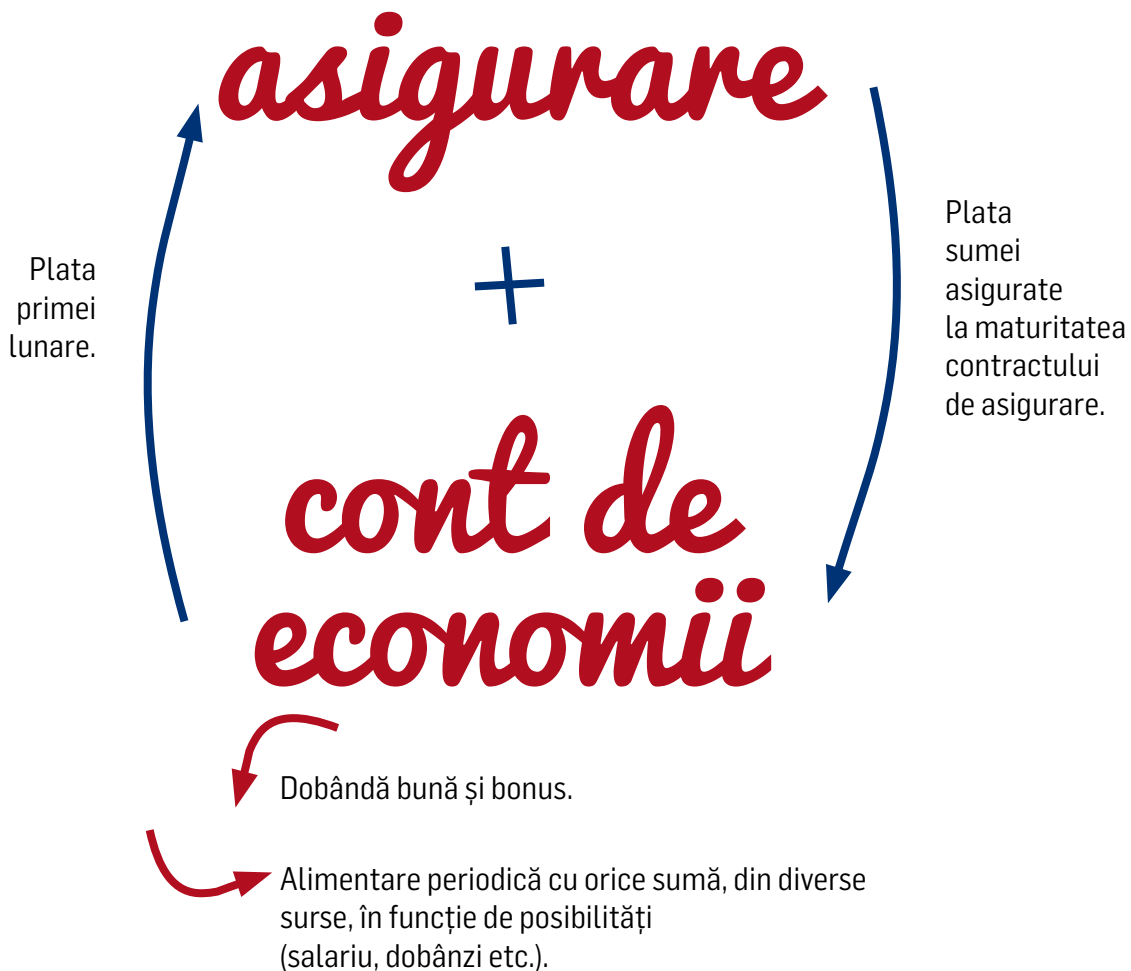 asigurare
Plata
primei
lunare.
+
Plata
sumei
asigurate
la maturitatea
contractului
de asigurare.
cont de
economii
Dobândă bună și bonus.
Alimentare periodică cu orice sumă, din diverse
surse, în funcție de posibilități
(salariu, dobânzi etc.).